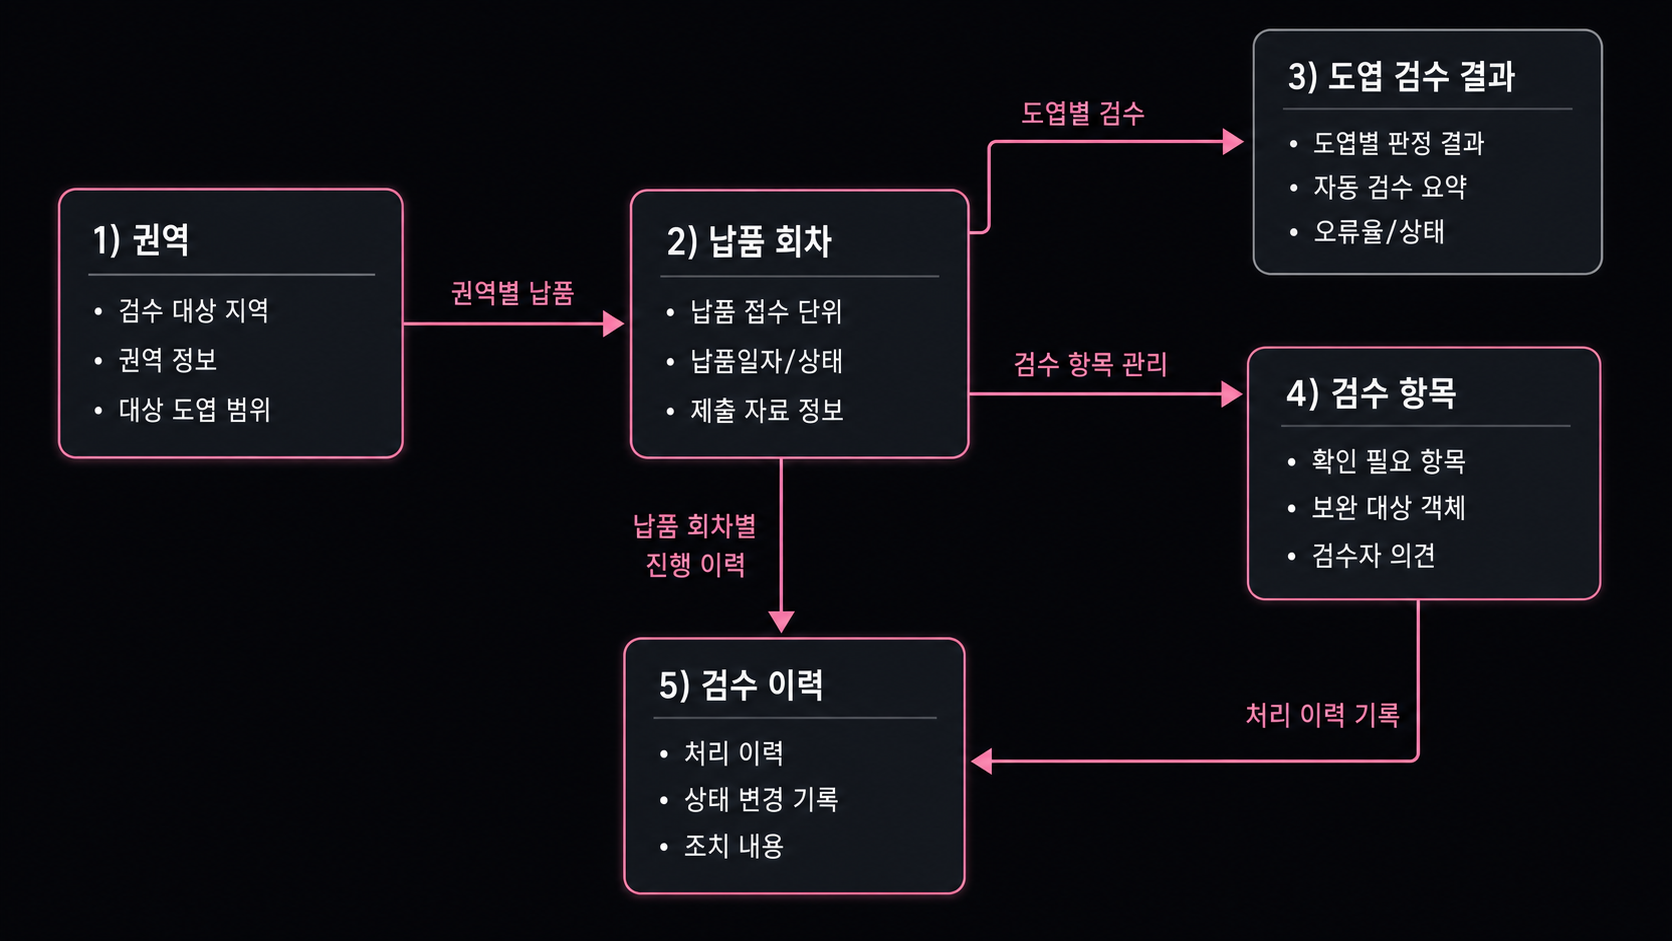 1) 권역
• 검수 대상 지역
• 권역 정보
• 대상 도엽 범위
권역별 납품
2) 납품 회차
• 납품 접수 단위
• 납품일자/상태
• 제출 자료 정보
도엽별 검수
3) 도엽 검수 결과
• 도엽별 판정 결과
• 자동 검수 요약
• 오류율/상태
검수 항목 관리
4) 검수 항목
• 확인 필요 항목
• 보완 대상 객체
• 검수자 의견
납품 회차별
진행 이력
처리 이력 기록
5) 검수 이력
• 처리 이력
• 상태 변경 기록
• 조치 내용